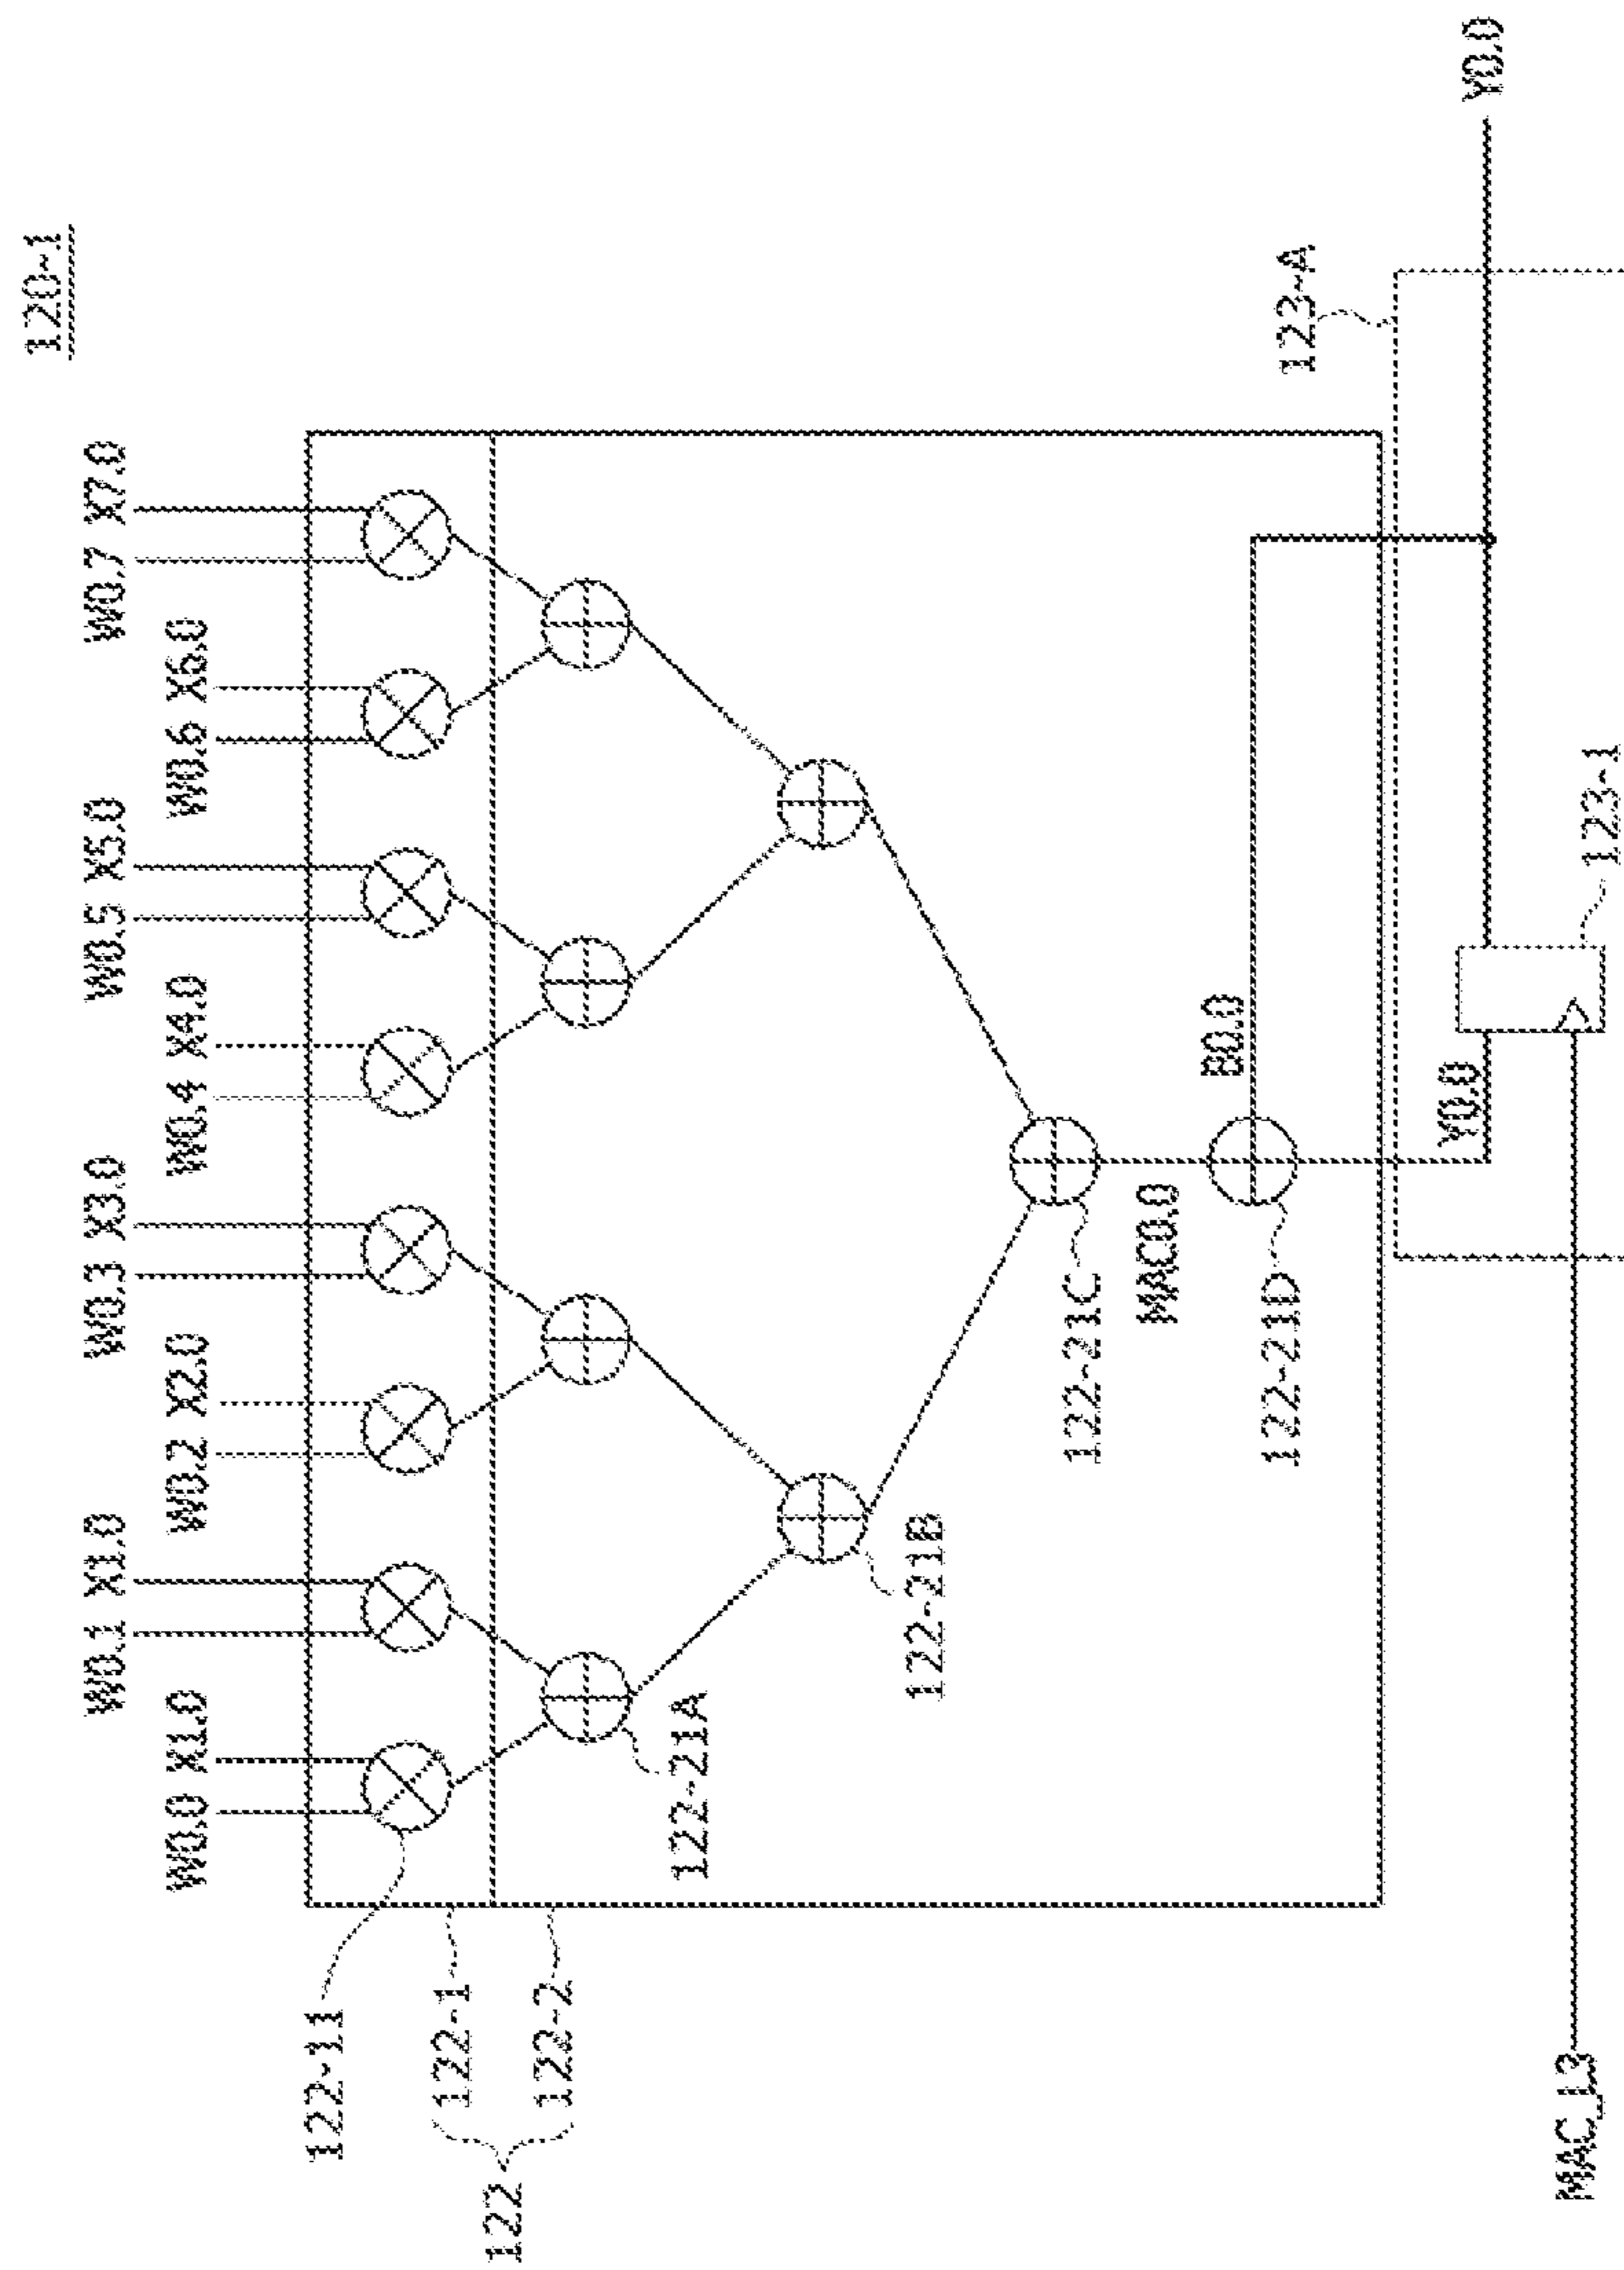 120-1
W0.1 X1.0
W0.3 X3.0
W0.5 X5.0
W0.7 X7.0
W0.0 X1.0
W0.2 X2.0
W0.4 X4.0
W0.6 X6.0
122-11
122-1
122
122-2
122-21A
122-21B
122-21C
MAC0.0
B0.0
122-21D
123-A
Y0.0
Y0.0
MAC_L3
123-1